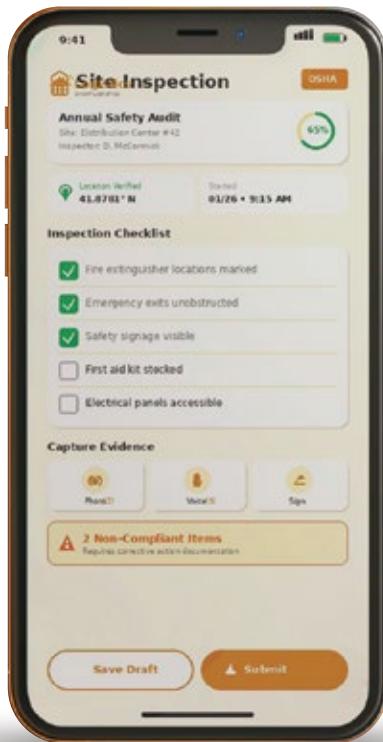 9:41
Site Inspection
OSHA
Annual Safety Audit
Site: Distribution Center #42
Inspector: D. McCormick
65%
Location Verified
41.8781° N
Started
01/26 • 9:15 AM
Inspection Checklist
Fire extinguisher locations marked
Emergency exits unobstructed
Safety signage visible
First aid kit stocked
Electrical panels accessible
Capture Evidence
Sign
2 Non-Compliant Items
Requires corrective action documentation
Save Draft
Submit